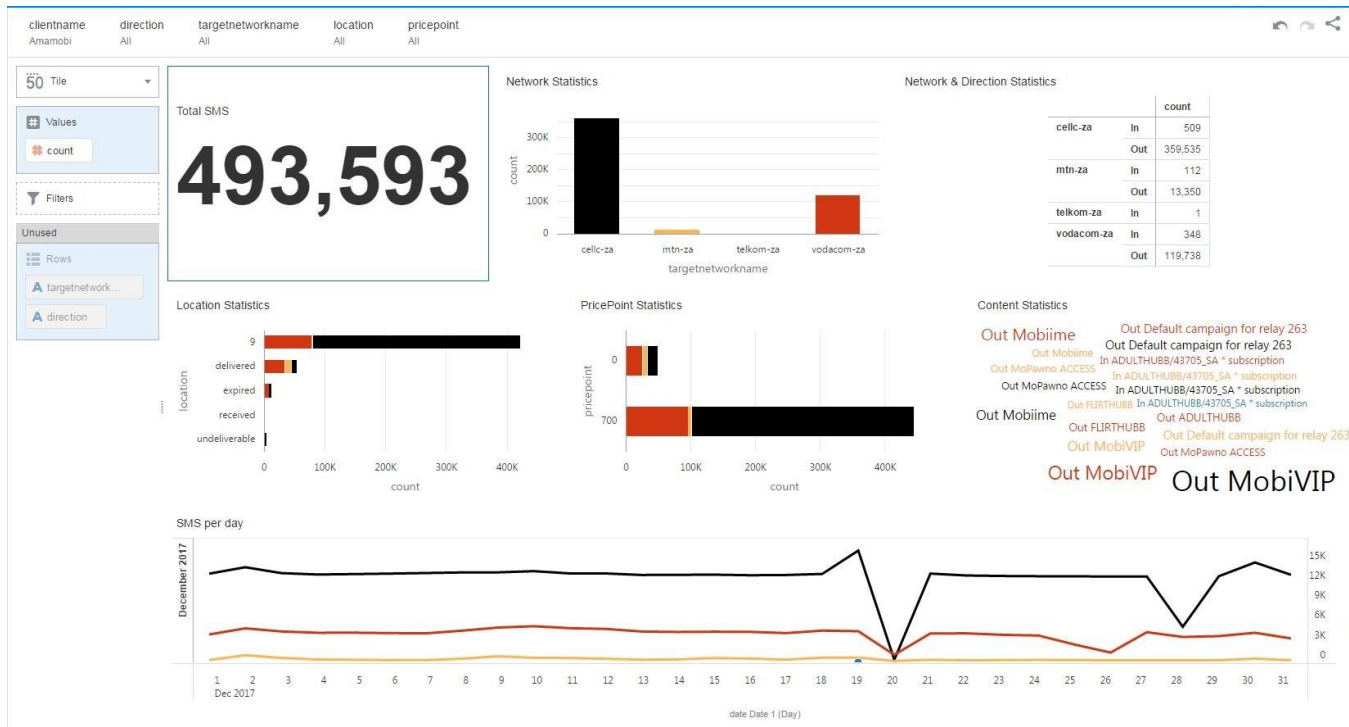 clientname direction targetnetworkname location pricepoint
Amamobi All All All All
50 Tile
Values
count
Filters
Unused
Rows
targetnetwork...
direction
Total SMS
493,593
Network Statistics
300K
200K
100K
0
count
cellc-za mtn-za telkom-za vodacom-za
targetnetworkname
Network & Direction Statistics
count
cellc-za In 509
Out 359,535
mtn-za In 112
Out 13,350
telkom-za In 1
vodacom-za In 348
Out 119,738
Location Statistics
location
9
delivered
expired
received
undeliverable
0 100K 200K 300K 400K
count
PricePoint Statistics
pricepoint
0
700
0 100K 200K 300K 400K
count
Content Statistics
Out Mobiime
Out Default campaign for relay 263
Out Default campaign for relay 263
Out Mobiime
In ADULTHUBB/43705_SA * subscription
Out MoPawno ACCESS
In ADULTHUBB/43705_SA * subscription
Out MoPawno ACCESS
In ADULTHUBB/43705_SA * subscription
Out FLIRTHUBB
In ADULTHUBB/43705_SA * subscription
Out Mobiime
Out ADULTHUBB
Out FLIRTHUBB
Out Default campaign for relay 263
Out MobiVIP
Out MoPawno ACCESS
Out MobiVIP
Out MobiVIP
SMS per day
December 2017
15K
12K
9K
6K
3K
0
1 2 3 4 5 6 7 8 9 10 11 12 13 14 15 16 17 18 19 20 21 22 23 24 25 26 27 28 29 30 31
Dec 2017
date Date 1 (Day)